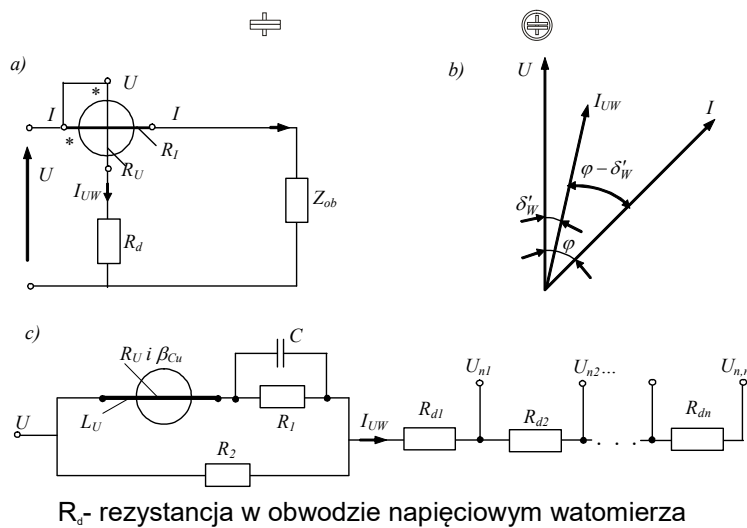 a)
U
*
I
I
*
R_I
R_U
U
I_UW
Z_ob
R_d
b)
U
I_UW
I
φ – δ'_W
δ'_W
φ
c)
C
R_U i β_Cu
U_n1
U_n2...
U_n,n
U
L_U
R_1
I_UW
R_d1
R_d2
. . .
R_dn
R_2
R_d- rezystancja w obwodzie napięciowym watomierza